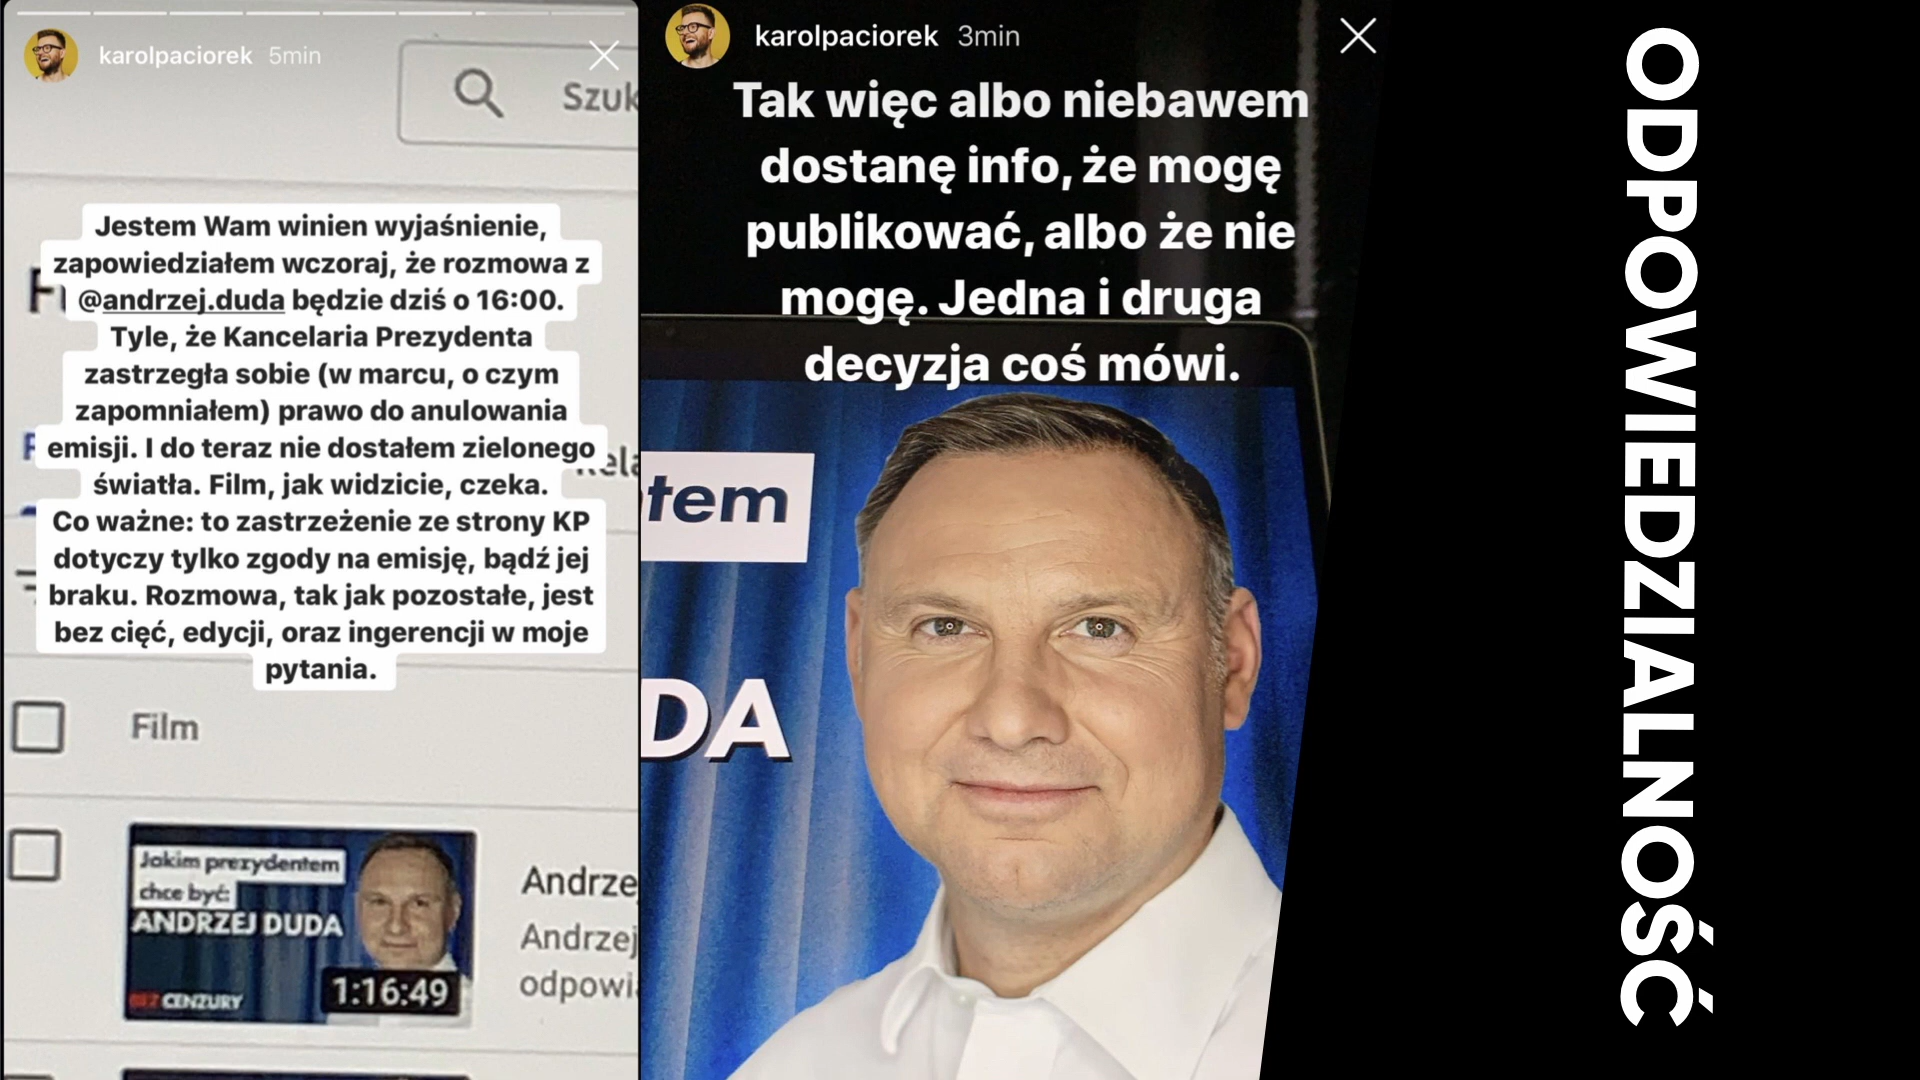 karolpaciorek 5min
Szuk
Jestem Wam winien wyjaśnienie,
zapowiedziałem wczoraj, że rozmowa z
@andrzej.duda będzie dziś o 16:00.
Tyle, że Kancelaria Prezydenta
zastrzegła sobie (w marcu, o czym
zapomniałem) prawo do anulowania
emisji. I do teraz nie dostałem zielonego
światła. Film, jak widzicie, czeka.
Co ważne: to zastrzeżenie ze strony KP
dotyczy tylko zgody na emisję, bądź jej
braku. Rozmowa, tak jak pozostałe, jest
bez cięć, edycji, oraz ingerencji w moje
pytania.
Film
Jakim prezydentem
chce być:
ANDRZEJ DUDA
BEZ CENZURY
1:16:49
Andrze
Andrzej
odpowi
karolpaciorek 3min
Tak więc albo niebawem
dostanę info, że mogę
publikować, albo że nie
mogę. Jedna i druga
decyzja coś mówi.
tem
DA
ODPOWIEDZIALNOŚĆ